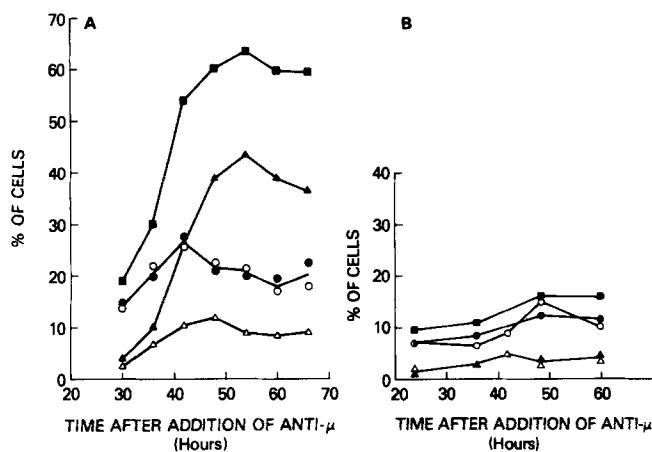 A
70
60
50
40
30
20
10
0
% OF CELLS
20 30 40 50 60 70
TIME AFTER ADDITION OF ANTI-μ
(Hours)
B
40
30
20
10
0
% OF CELLS
20 30 40 50 60
TIME AFTER ADDITION OF ANTI-μ
(Hours)